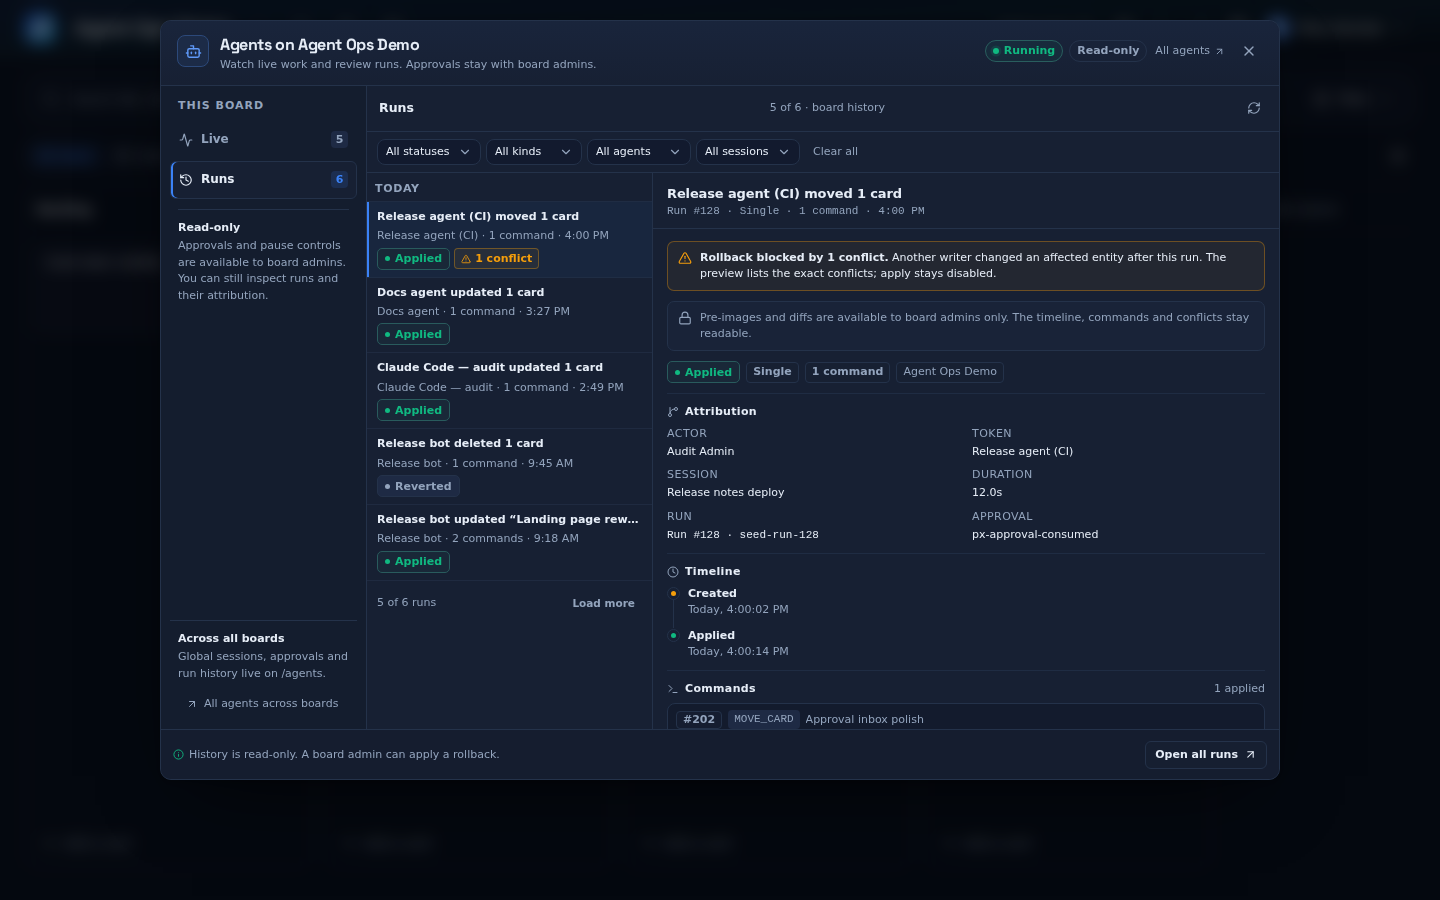 Agents on Agent Ops Demo
Watch live work and review runs. Approvals stay with board admins.
Running
Read-only
All agents
THIS BOARD
Live 5
Runs 6
Read-only
Approvals and pause controls
are available to board admins.
You can still inspect runs and
their attribution.
Across all boards
Global sessions, approvals and
run history live on /agents.
All agents across boards
Runs
5 of 6 · board history
All statuses
All kinds
All agents
All sessions
Clear all
TODAY
Release agent (CI) moved 1 card
Release agent (CI) · 1 command · 4:00 PM
Applied 1 conflict
Docs agent updated 1 card
Docs agent · 1 command · 3:27 PM
Applied
Claude Code — audit updated 1 card
Claude Code — audit · 1 command · 2:49 PM
Applied
Release bot deleted 1 card
Release bot · 1 command · 9:45 AM
Reverted
Release bot updated “Landing page rew…
Release bot · 2 commands · 9:18 AM
Applied
5 of 6 runs Load more
Release agent (CI) moved 1 card
Run #128 · Single · 1 command · 4:00 PM
Rollback blocked by 1 conflict. Another writer changed an affected entity after this run. The
preview lists the exact conflicts; apply stays disabled.
Pre-images and diffs are available to board admins only. The timeline, commands and conflicts stay
readable.
Applied Single 1 command Agent Ops Demo
Attribution
ACTOR TOKEN
Audit Admin Release agent (CI)
SESSION DURATION
Release notes deploy 12.0s
RUN APPROVAL
Run #128 · seed-run-128 px-approval-consumed
Timeline
Created
Today, 4:00:02 PM
Applied
Today, 4:00:14 PM
Commands 1 applied
#202 MOVE_CARD Approval inbox polish
History is read-only. A board admin can apply a rollback.
Open all runs